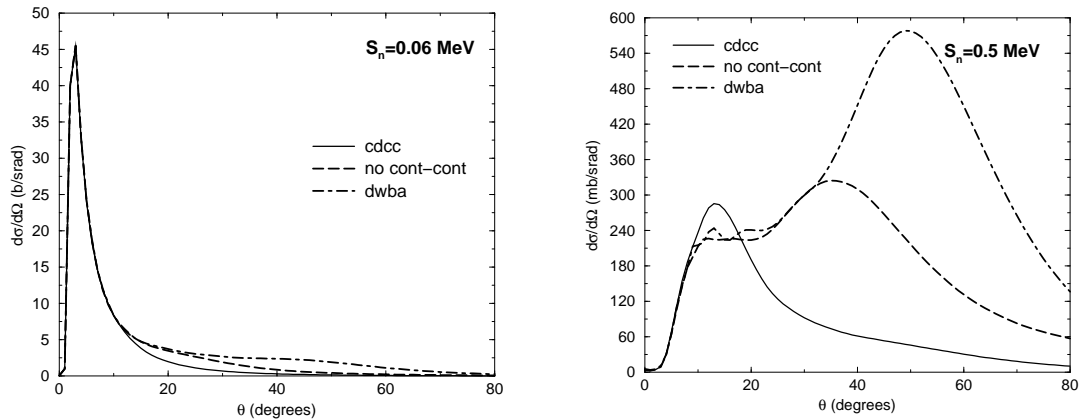 50
45
40
35
30
25
20
15
10
5
0
dσ/dΩ (b/srad)
S_n=0.06 MeV
cdcc
no cont−cont
dwba
0 20 40 60 80
θ (degrees)
600
540
480
420
360
300
240
180
120
60
0
dσ/dΩ (mb/srad)
cdcc
no cont−cont
dwba
S_n=0.5 MeV
0 20 40 60 80
θ (degrees)